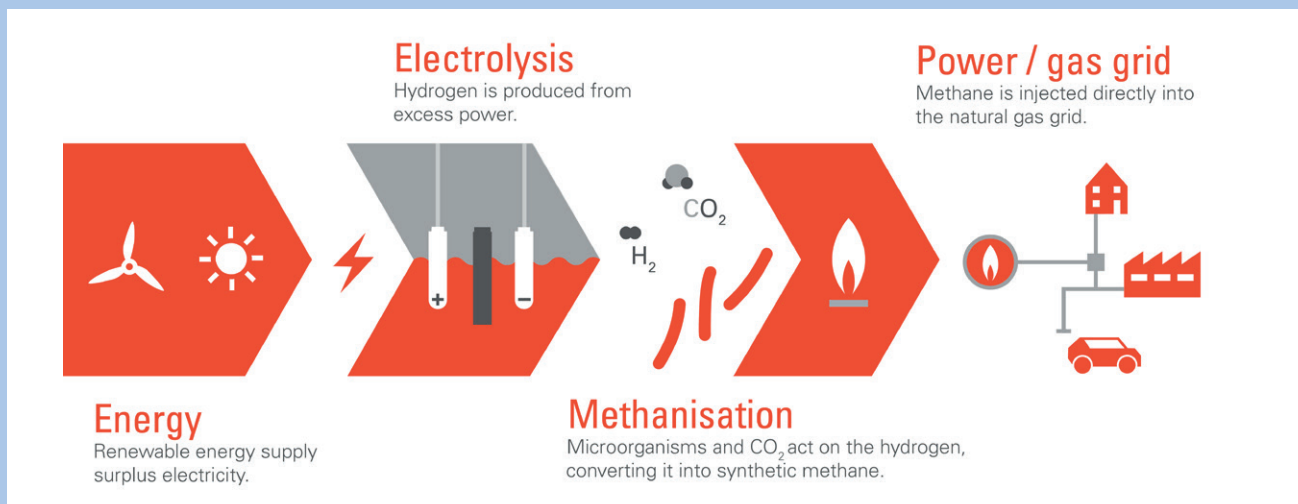 Electrolysis
Hydrogen is produced from
excess power.
Power / gas grid
Methane is injected directly into
the natural gas grid.
CO₂
H₂
+
−
Energy
Renewable energy supply
surplus electricity.
Methanisation
Microorganisms and CO₂ act on the hydrogen,
converting it into synthetic methane.